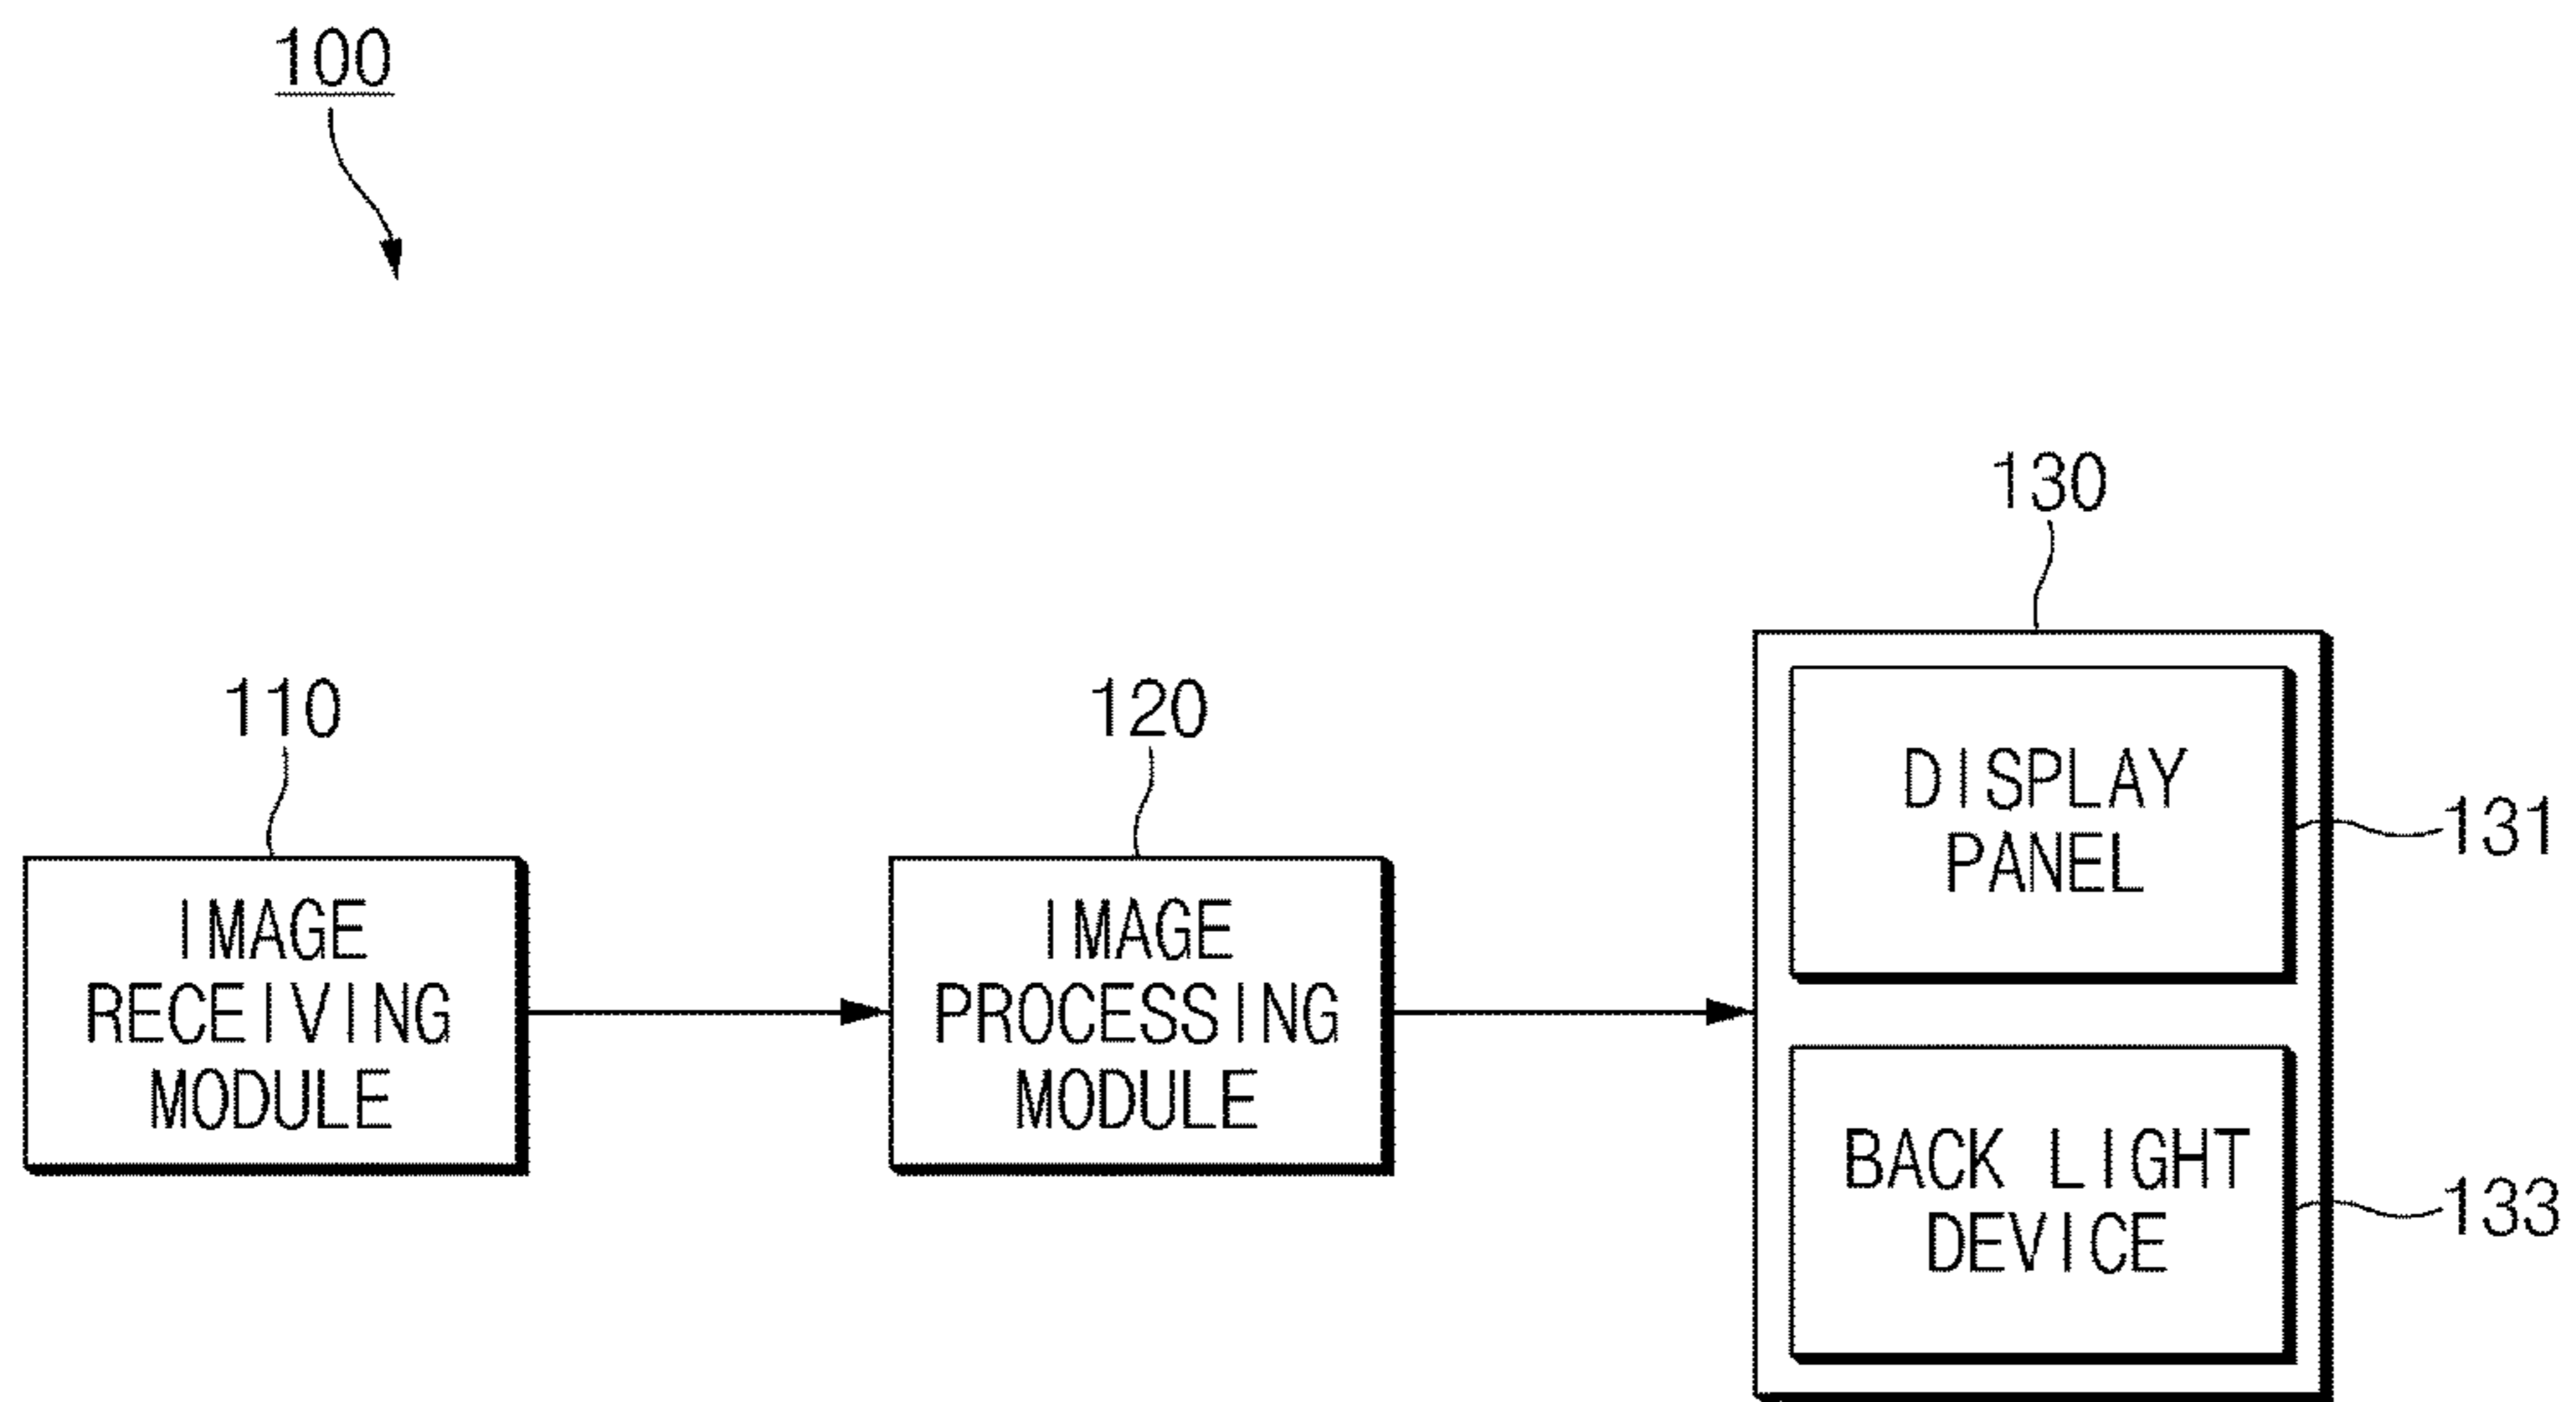 100
130
110
120
DISPLAY
PANEL
131
IMAGE
RECEIVING
MODULE
IMAGE
PROCESSING
MODULE
BACK LIGHT
DEVICE
133